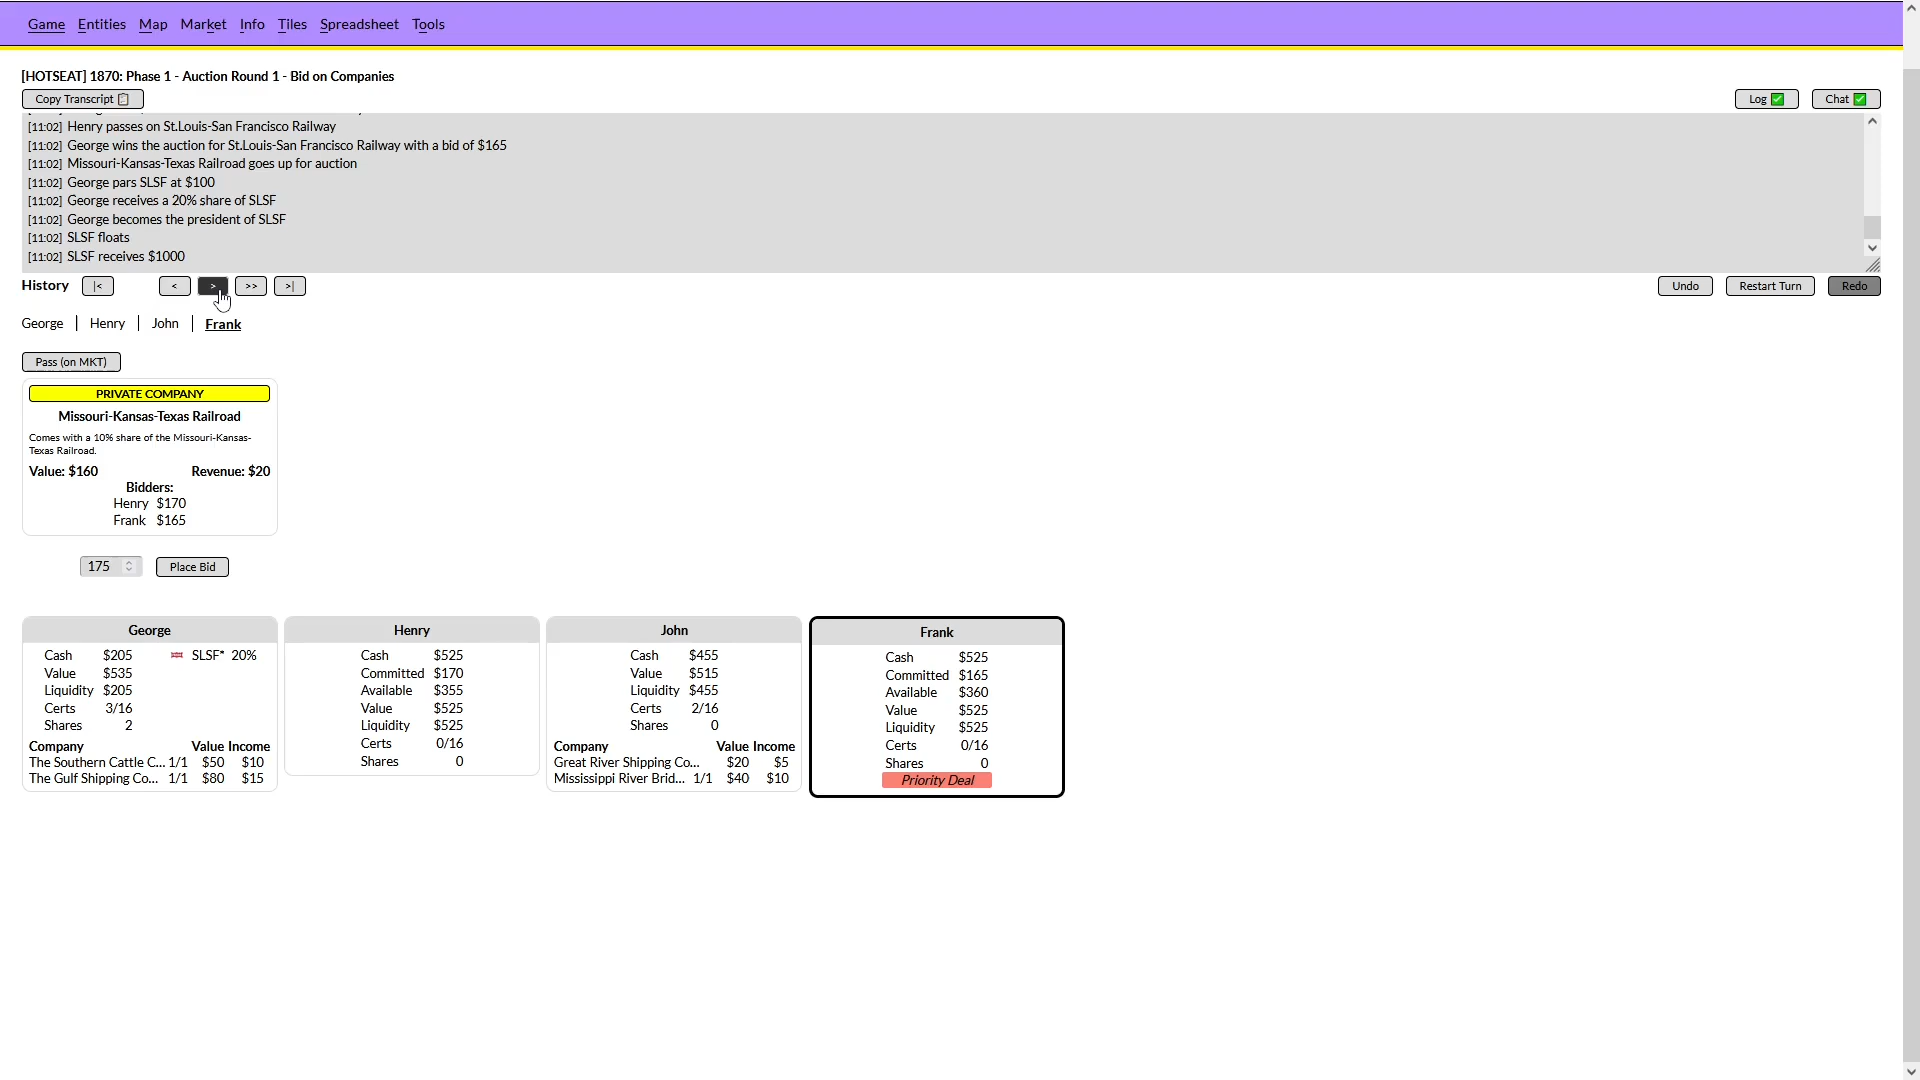 Game Entities Map Market Info Tiles Spreadsheet Tools
[HOTSEAT] 1870: Phase 1 - Auction Round 1 - Bid on Companies
Copy Transcript Log Chat
[11:02] Henry passes on St.Louis-San Francisco Railway
[11:02] George wins the auction for St.Louis-San Francisco Railway with a bid of $165
[11:02] Missouri-Kansas-Texas Railroad goes up for auction
[11:02] George pars SLSF at $100
[11:02] George receives a 20% share of SLSF
[11:02] George becomes the president of SLSF
[11:02] SLSF floats
[11:02] SLSF receives $1000
History |< < > >> >| Undo Restart Turn Redo
George Henry John Frank
Pass (on MKT)
PRIVATE COMPANY
Missouri-Kansas-Texas Railroad
Comes with a 10% share of the Missouri-Kansas-
Texas Railroad.
Value: $160 Revenue: $20
Bidders:
Henry $170
Frank $165
175 Place Bid
George
Cash $205 SLSF* 20%
Value $535
Liquidity $205
Certs 3/16
Shares 2
Company Value Income
The Southern Cattle C... 1/1 $50 $10
The Gulf Shipping Co... 1/1 $80 $15
Henry
Cash $525
Committed $170
Available $355
Value $525
Liquidity $525
Certs 0/16
Shares 0
John
Cash $455
Value $515
Liquidity $455
Certs 2/16
Shares 0
Company Value Income
Great River Shipping Co... $20 $5
Mississippi River Brid... 1/1 $40 $10
Frank
Cash $525
Committed $165
Available $360
Value $525
Liquidity $525
Certs 0/16
Shares 0
Priority Deal